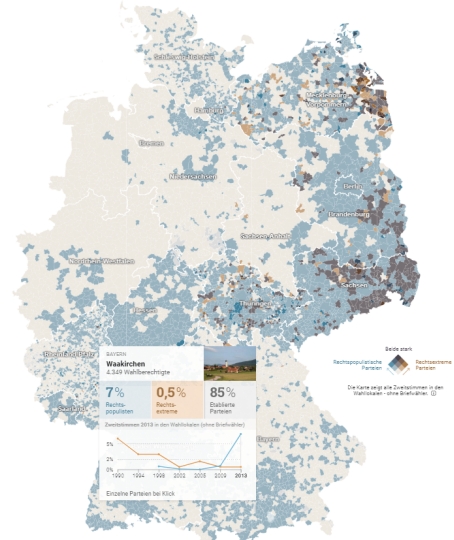 Schleswig-Holstein
Hamburg
Mecklenburg-
Vorpommern
Bremen
Niedersachsen
Berlin
Brandenburg
Sachsen-Anhalt
Nordrhein-Westfalen
Sachsen
Hessen
Thüringen
Rheinland-Pfalz
Saarland
Bayern
BAYERN
Waakirchen
4.349 Wahlberechtigte
7%
Rechts-
populisten
0,5%
Rechts-
extreme
85%
Etablierte
Parteien
Zweitstimmen 2013 in den Wahllokalen (ohne Briefwähler)
5%
2%
0%
1990 1994 1998 2002 2005 2009 2013
Einzelne Parteien bei Klick
Beide stark
Rechtspopulistische
Parteien
Rechtsextreme
Parteien
Die Karte zeigt alle Zweitstimmen in den
Wahllokalen - ohne Briefwähler.